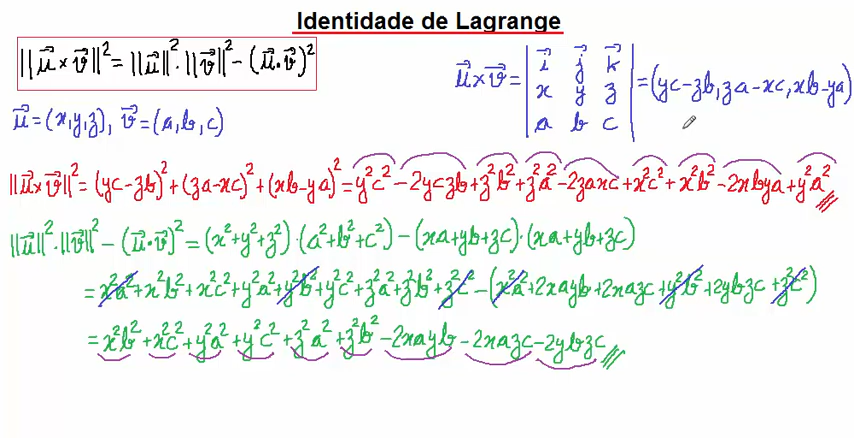 Identidade de Lagrange
||u⃗ × v⃗||² = ||u⃗||² · ||v⃗||² − (u⃗ · v⃗)²
u⃗ × v⃗ = | i⃗ j⃗ k⃗ |
| x y z | = (yc − zb, za − xc, xb − ya)
| a b c |
u⃗ = (x, y, z), v⃗ = (a, b, c)
||u⃗ × v⃗||² = (yc − zb)² + (za − xc)² + (xb − ya)² = y²c² − 2yczb + z²b² + z²a² − 2zaxc + x²c² + x²b² − 2xbya + y²a²
||u⃗||² · ||v⃗||² − (u⃗ · v⃗)² = (x² + y² + z²) · (a² + b² + c²) − (xa + yb + zc) · (xa + yb + zc)
= x²a² + x²b² + x²c² + y²a² + y²b² + y²c² + z²a² + z²b² + z²c² − (x²a² + 2xayb + 2xazc + y²b² + 2ybzc + z²c²)
= x²b² + x²c² + y²a² + y²c² + z²a² + z²b² − 2xayb − 2xazc − 2ybzc